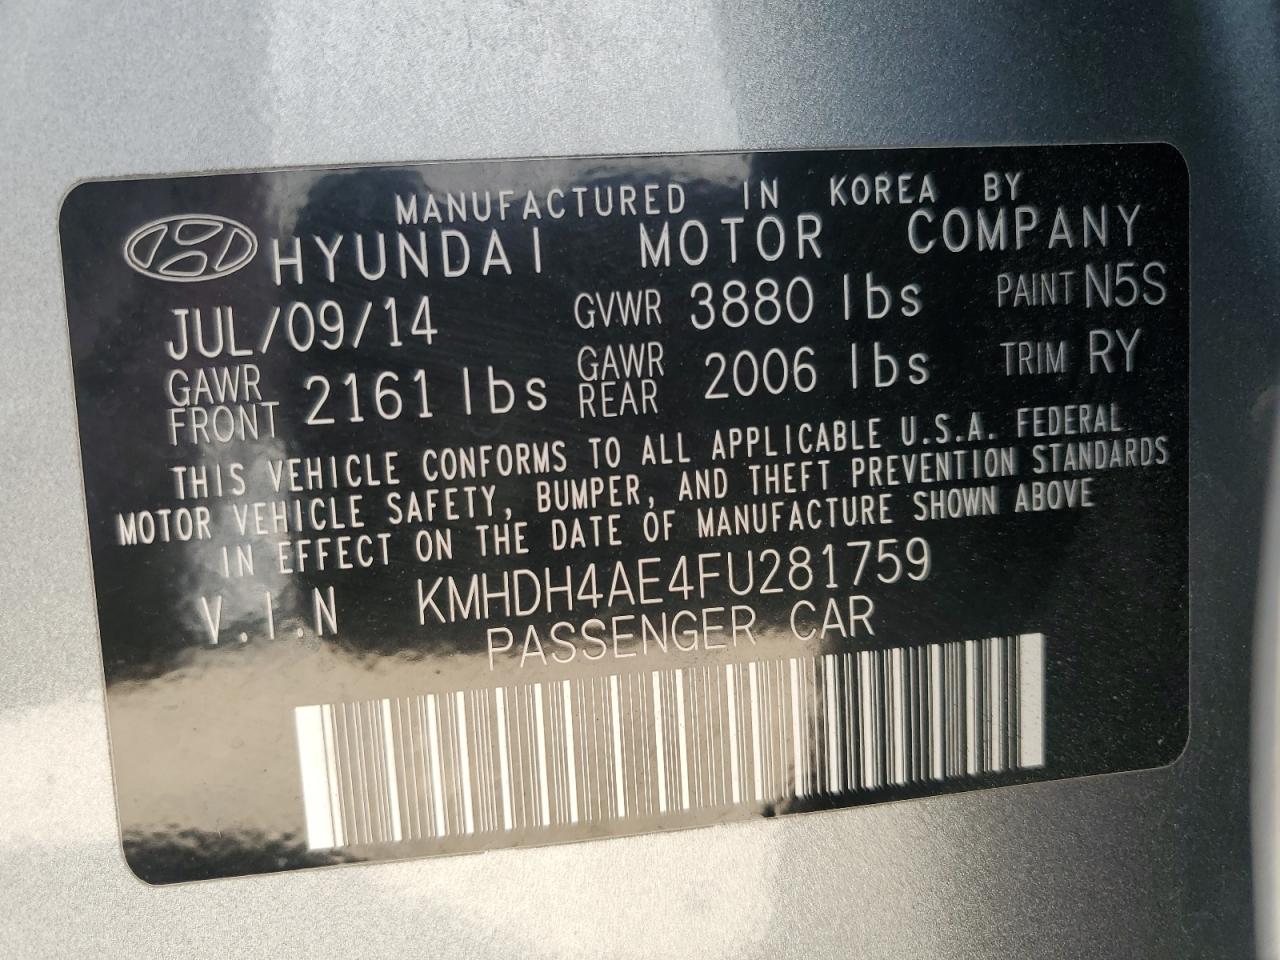 MANUFACTURED IN KOREA BY
HYUNDAI MOTOR COMPANY
JUL/09/14 GVWR 3880 lbs PAINT N5S
GAWR FRONT 2161 lbs GAWR REAR 2006 lbs TRIM RY
THIS VEHICLE CONFORMS TO ALL APPLICABLE U.S.A. FEDERAL
MOTOR VEHICLE SAFETY, BUMPER, AND THEFT PREVENTION STANDARDS
IN EFFECT ON THE DATE OF MANUFACTURE SHOWN ABOVE
V.I.N KMHDH4AE4FU281759
PASSENGER CAR